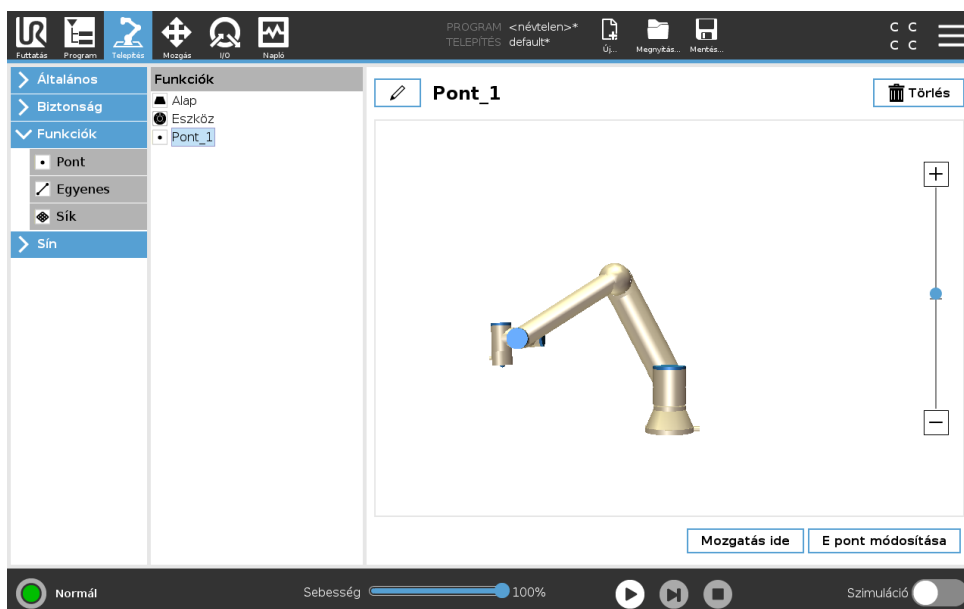 UR
Futtatás Program Telepítés Mozgás I/O Napló
PROGRAM <névtelen>*
TELEPÍTÉS default*
Új... Megnyitás... Mentés...
C C
C C
Általános
Biztonság
Funkciók
Pont
Egyenes
Sík
Sín
Funkciók
Alap
Eszköz
Pont_1
Pont_1
Törlés
Mozgatás ide
E pont módosítása
Normál
Sebesség 100%
Szimuláció